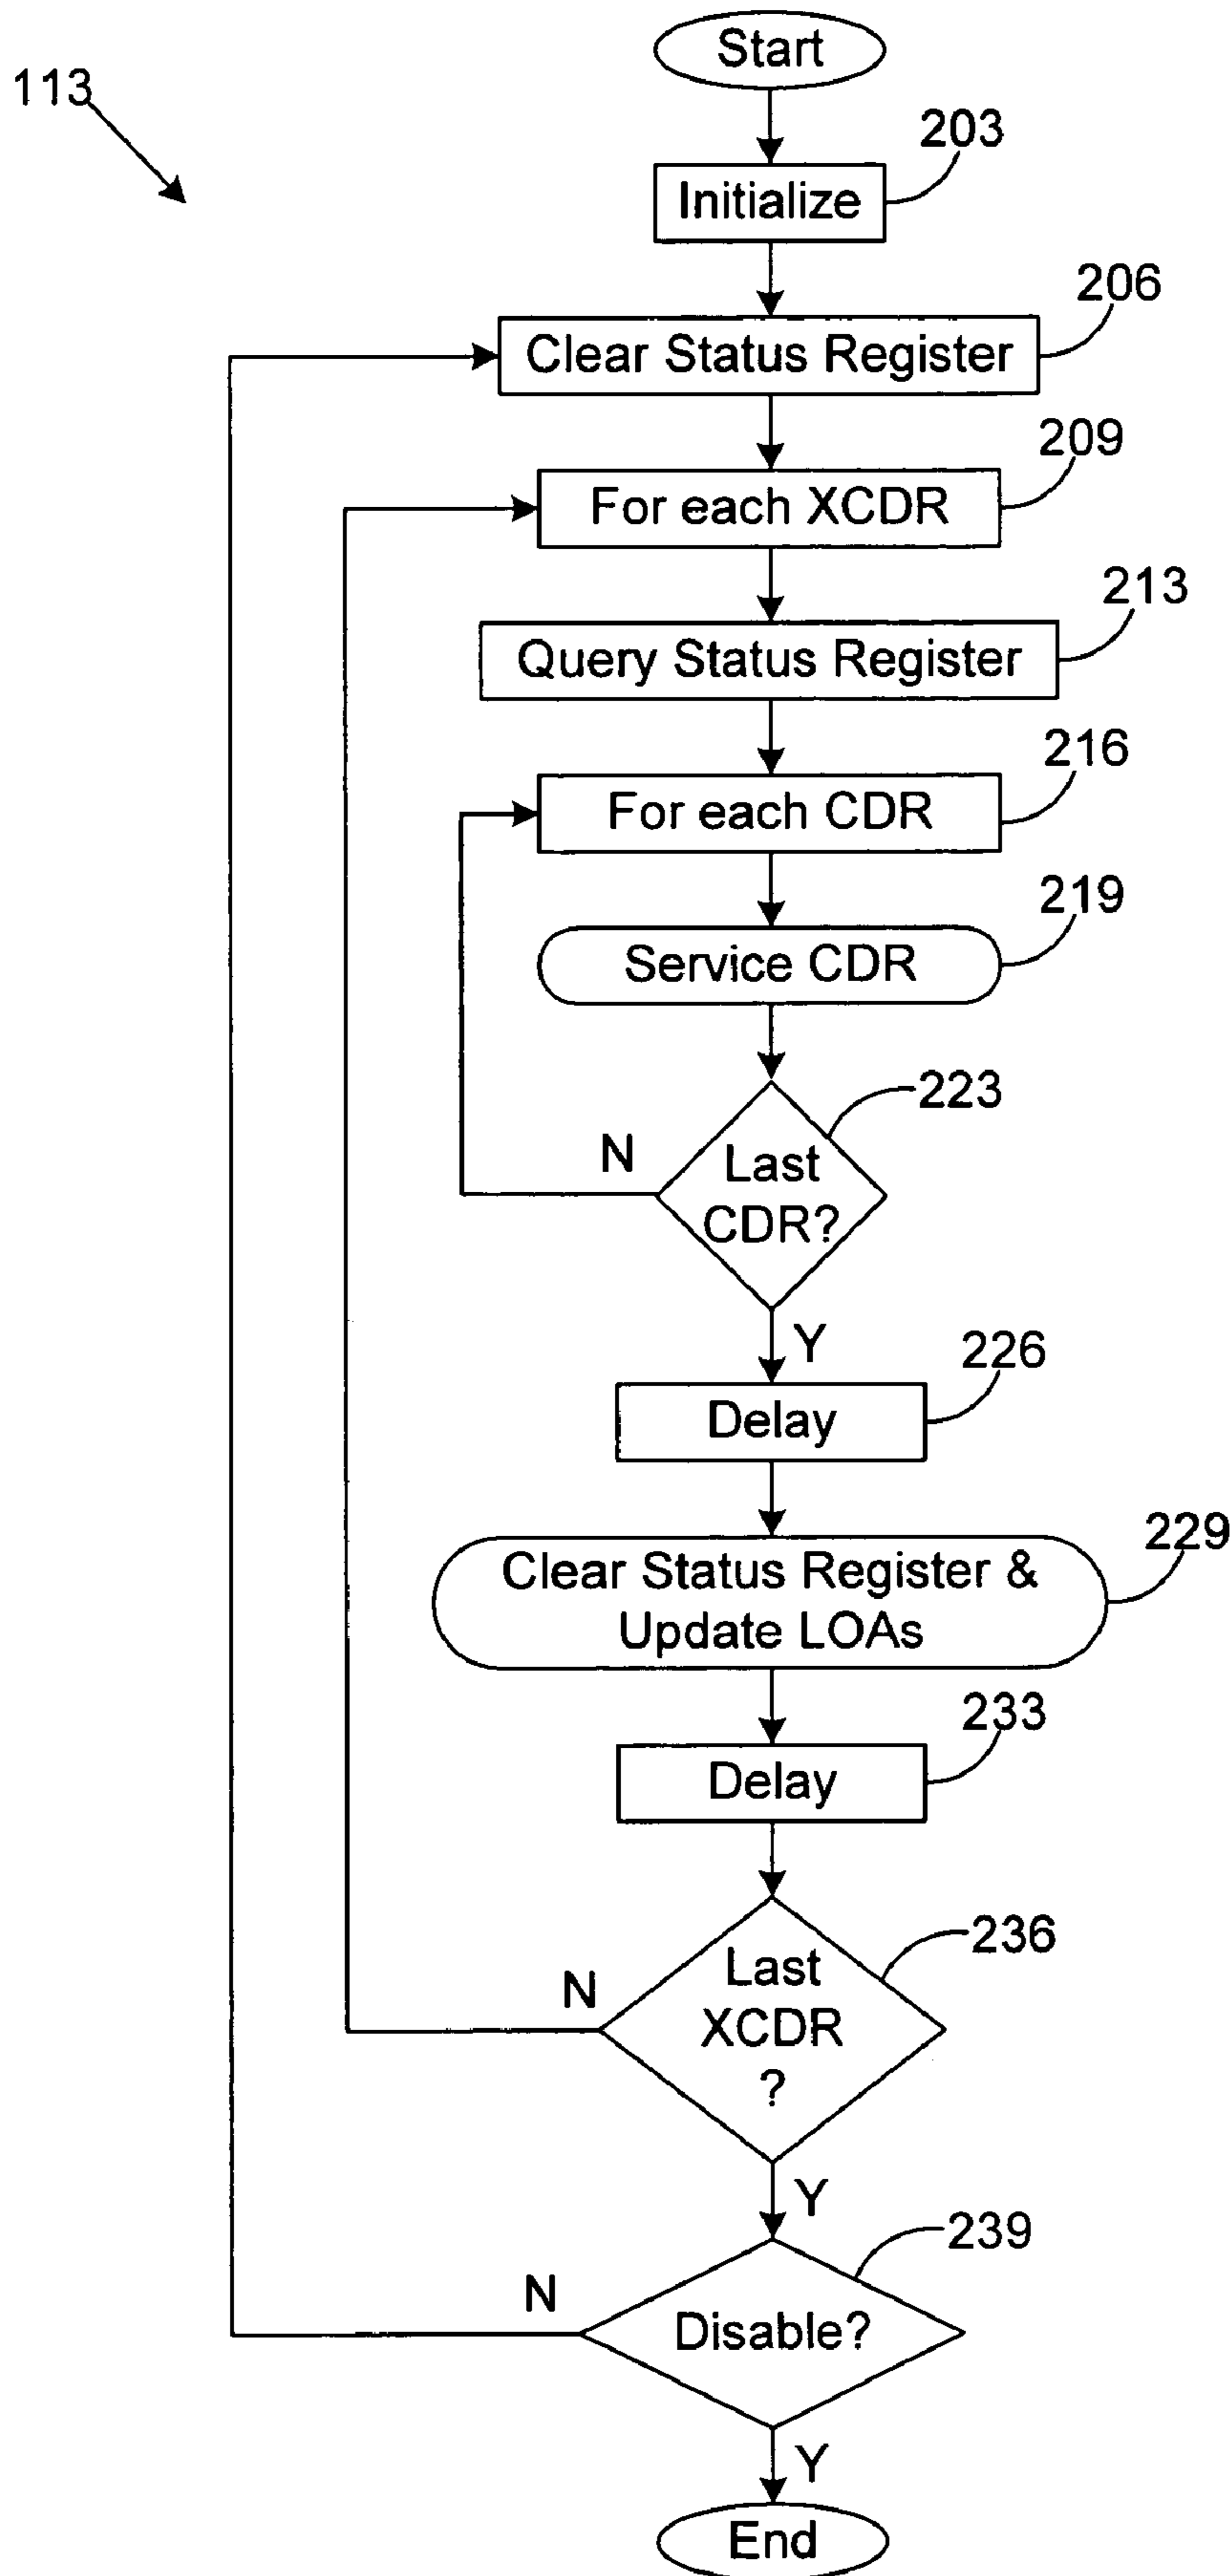 Start
113
203
Initialize
206
Clear Status Register
209
For each XCDR
213
Query Status Register
216
For each CDR
219
Service CDR
223
N
Last
CDR?
Y
226
Delay
229
Clear Status Register &
Update LOAs
233
Delay
236
N
Last
XCDR
?
Y
239
N
Disable?
Y
End